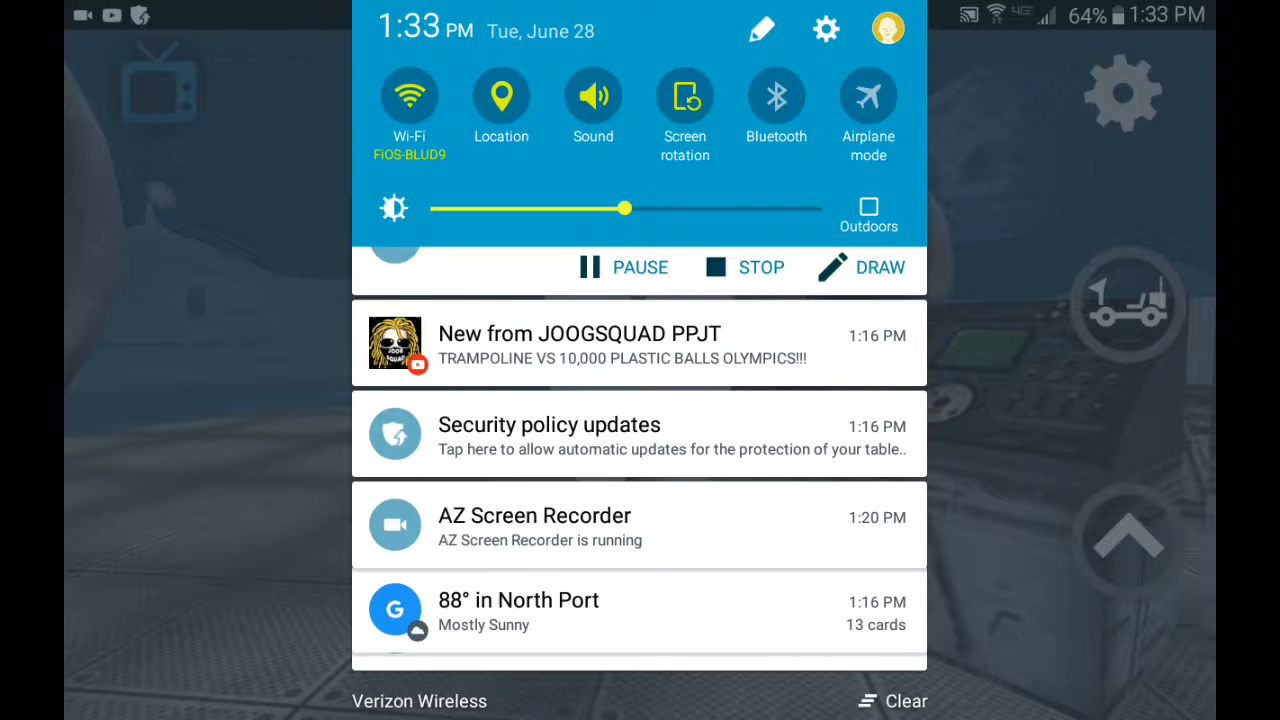 1:33 PM Tue, June 28
64% 1:33 PM
Wi-Fi
FiOS-BLUD9
Location
Sound
Screen
rotation
Bluetooth
Airplane
mode
Outdoors
PAUSE STOP DRAW
New from JOOGSQUAD PPJT 1:16 PM
TRAMPOLINE VS 10,000 PLASTIC BALLS OLYMPICS!!!
Security policy updates 1:16 PM
Tap here to allow automatic updates for the protection of your table..
AZ Screen Recorder 1:20 PM
AZ Screen Recorder is running
G
88° in North Port 1:16 PM
Mostly Sunny 13 cards
Verizon Wireless Clear